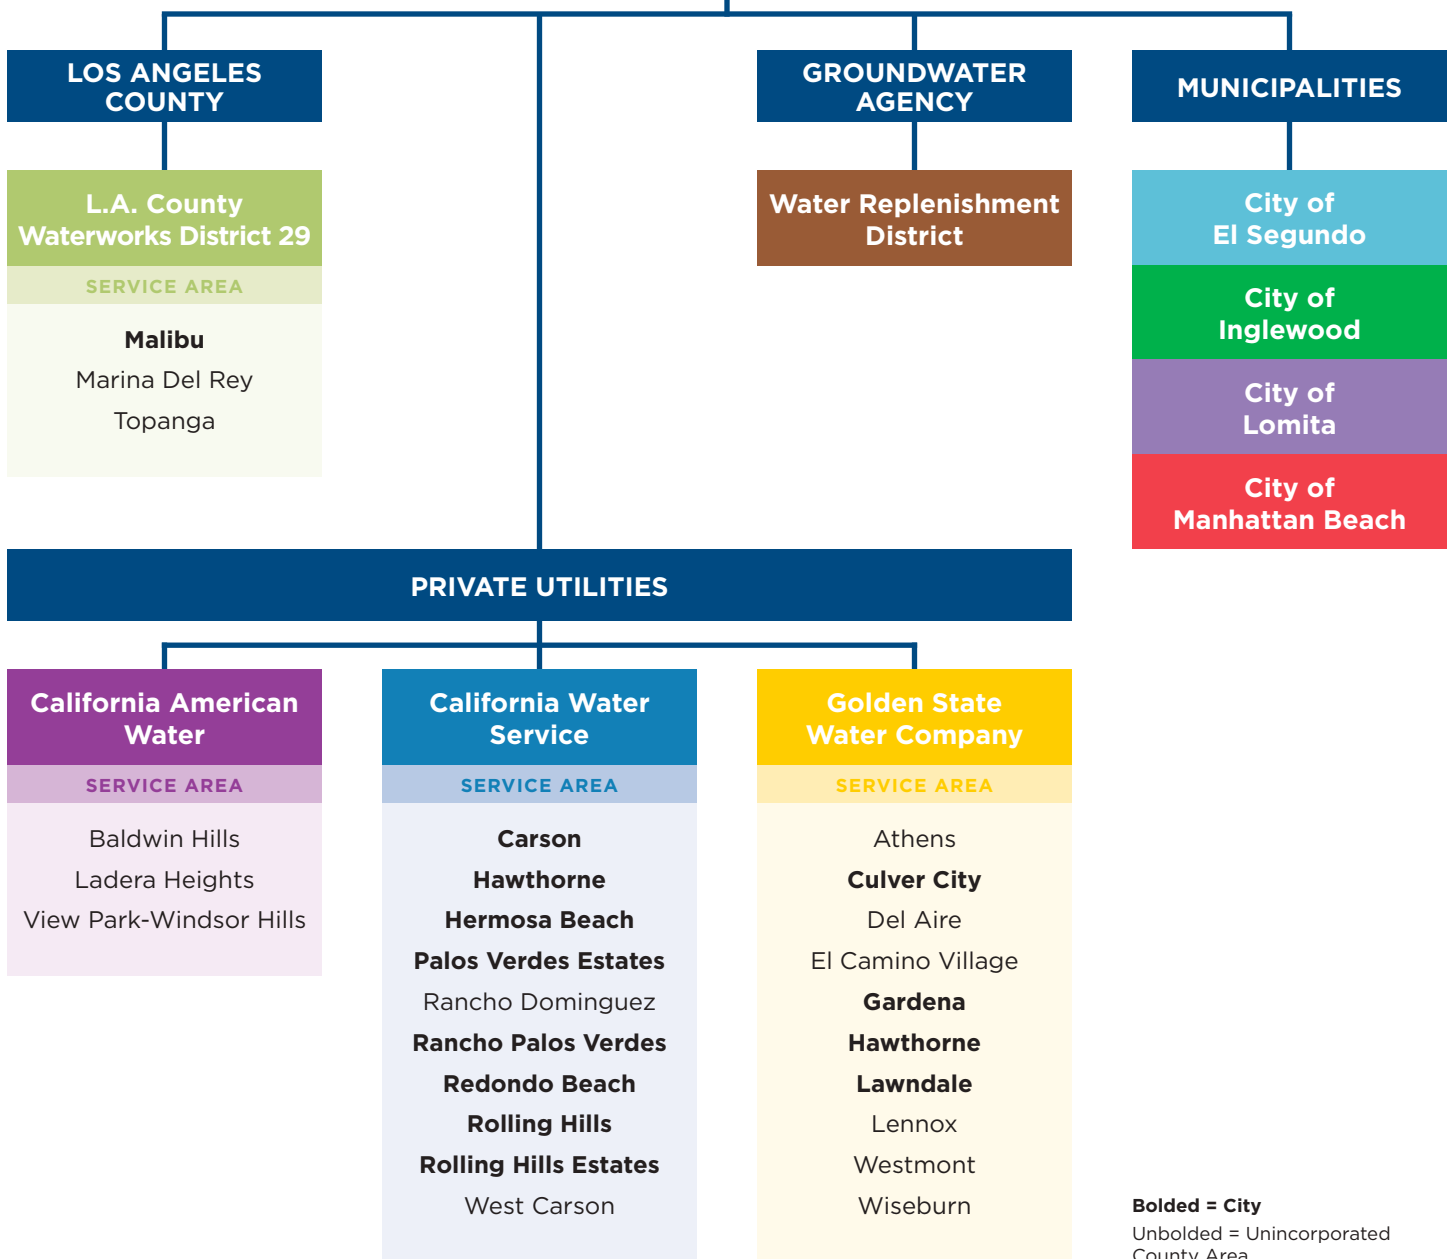 LOS ANGELES
COUNTY
GROUNDWATER
AGENCY
MUNICIPALITIES
L.A. County
Waterworks District 29
SERVICE AREA
Malibu
Marina Del Rey
Topanga
Water Replenishment
District
City of
El Segundo
City of
Inglewood
City of
Lomita
City of
Manhattan Beach
PRIVATE UTILITIES
California American
Water
SERVICE AREA
Baldwin Hills
Ladera Heights
View Park-Windsor Hills
California Water
Service
SERVICE AREA
Carson
Hawthorne
Hermosa Beach
Palos Verdes Estates
Rancho Dominguez
Rancho Palos Verdes
Redondo Beach
Rolling Hills
Rolling Hills Estates
West Carson
Golden State
Water Company
SERVICE AREA
Athens
Culver City
Del Aire
El Camino Village
Gardena
Hawthorne
Lawndale
Lennox
Westmont
Wiseburn
Bolded = City
Unbolded = Unincorporated
County Area